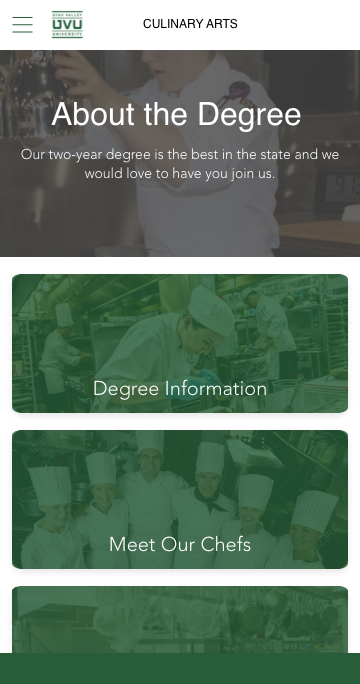 UTAH VALLEY
UVU
UNIVERSITY
CULINARY ARTS
About the Degree
Our two-year degree is the best in the state and we
would love to have you join us.
Degree Information
Meet Our Chefs